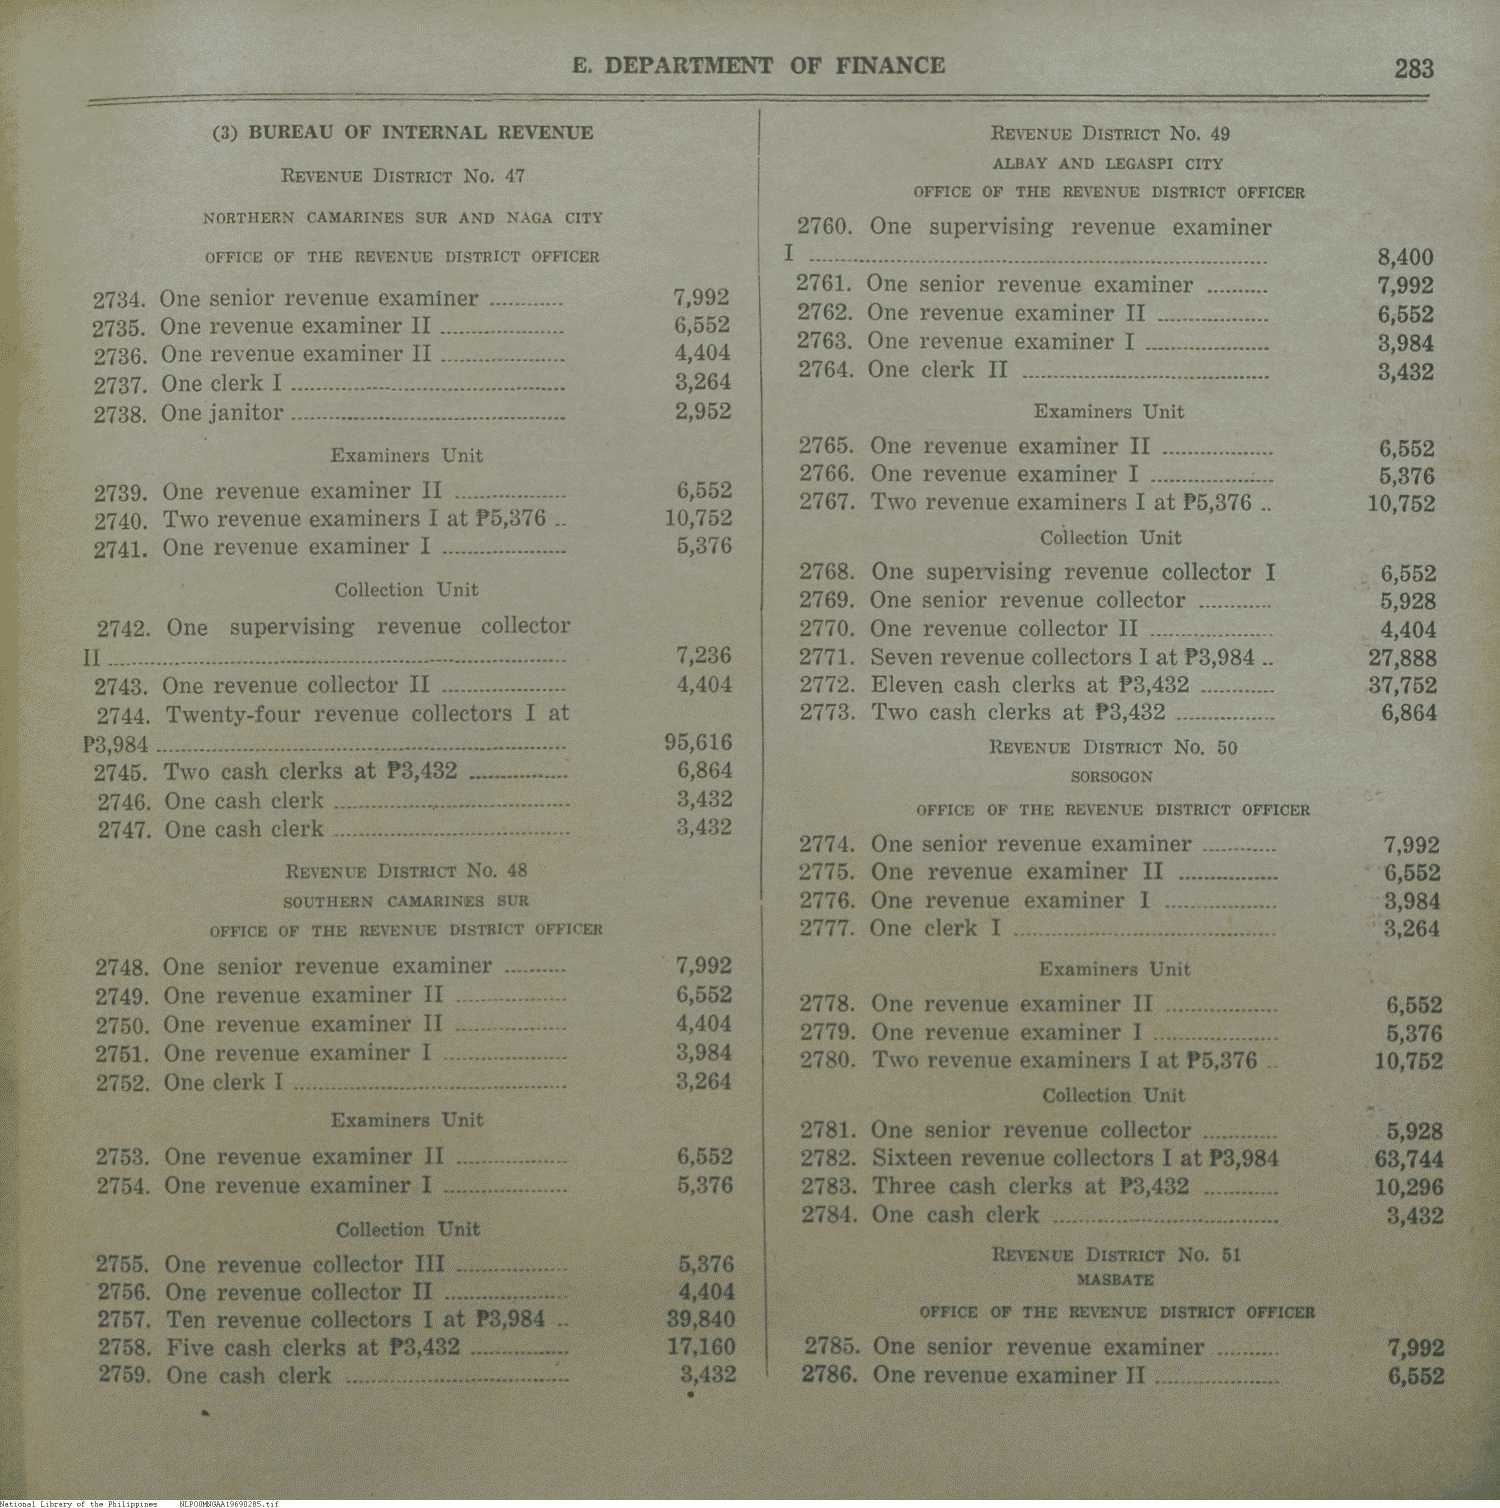 E. DEPARTMENT OF FINANCE
283
(3) BUREAU OF INTERNAL REVENUE
REVENUE DISTRICT NO. 47
NORTHERN CAMARINES SUR AND NAGA CITY
OFFICE OF THE REVENUE DISTRICT OFFICER
2734. One senior revenue examiner ............ 7,992
2735. One revenue examiner II .................... 6,552
2736. One revenue examiner II .................... 4,404
2737. One clerk I ............................................ 3,264
2738. One janitor ............................................ 2,952
Examiners Unit
2739. One revenue examiner II .................. 6,552
2740. Two revenue examiners I at ₱5,376 .. 10,752
2741. One revenue examiner I .................... 5,376
Collection Unit
2742. One supervising revenue collector
II ............................................................ 7,236
2743. One revenue collector II .................... 4,404
2744. Twenty-four revenue collectors I at
₱3,984 .................................................... 95,616
2745. Two cash clerks at ₱3,432 ................ 6,864
2746. One cash clerk ...................................... 3,432
2747. One cash clerk ...................................... 3,432
REVENUE DISTRICT NO. 48
SOUTHERN CAMARINES SUR
OFFICE OF THE REVENUE DISTRICT OFFICER
2748. One senior revenue examiner .......... 7,992
2749. One revenue examiner II .................. 6,552
2750. One revenue examiner II .................. 4,404
2751. One revenue examiner I .................... 3,984
2752. One clerk I ............................................ 3,264
Examiners Unit
2753. One revenue examiner II .................. 6,552
2754. One revenue examiner I .................... 5,376
Collection Unit
2755. One revenue collector III .................. 5,376
2756. One revenue collector II .................... 4,404
2757. Ten revenue collectors I at ₱3,984 .. 39,840
2758. Five cash clerks at ₱3,432 ................ 17,160
2759. One cash clerk .................................... 3,432
REVENUE DISTRICT NO. 49
ALBAY AND LEGASPI CITY
OFFICE OF THE REVENUE DISTRICT OFFICER
2760. One supervising revenue examiner
I ............................................................ 8,400
2761. One senior revenue examiner .......... 7,992
2762. One revenue examiner II .................. 6,552
2763. One revenue examiner I .................... 3,984
2764. One clerk II ........................................ 3,432
Examiners Unit
2765. One revenue examiner II .................. 6,552
2766. One revenue examiner I .................... 5,376
2767. Two revenue examiners I at ₱5,376 .. 10,752
Collection Unit
2768. One supervising revenue collector I 6,552
2769. One senior revenue collector ............ 5,928
2770. One revenue collector II .................... 4,404
2771. Seven revenue collectors I at ₱3,984 .. 27,888
2772. Eleven cash clerks at ₱3,432 ............ 37,752
2773. Two cash clerks at ₱3,432 ................ 6,864
REVENUE DISTRICT NO. 50
SORSOGON
OFFICE OF THE REVENUE DISTRICT OFFICER
2774. One senior revenue examiner ............ 7,992
2775. One revenue examiner II ................ 6,552
2776. One revenue examiner I .................. 3,984
2777. One clerk I .......................................... 3,264
Examiners Unit
2778. One revenue examiner II .................. 6,552
2779. One revenue examiner I .................... 5,376
2780. Two revenue examiners I at ₱5,376 .. 10,752
Collection Unit
2781. One senior revenue collector ............ 5,928
2782. Sixteen revenue collectors I at ₱3,984 63,744
2783. Three cash clerks at ₱3,432 ............ 10,296
2784. One cash clerk .................................... 3,432
REVENUE DISTRICT NO. 51
MASBATE
OFFICE OF THE REVENUE DISTRICT OFFICER
2785. One senior revenue examiner .......... 7,992
2786. One revenue examiner II .................... 6,552
National Library of the Philippines NLPO0MNGAA19690285.tif